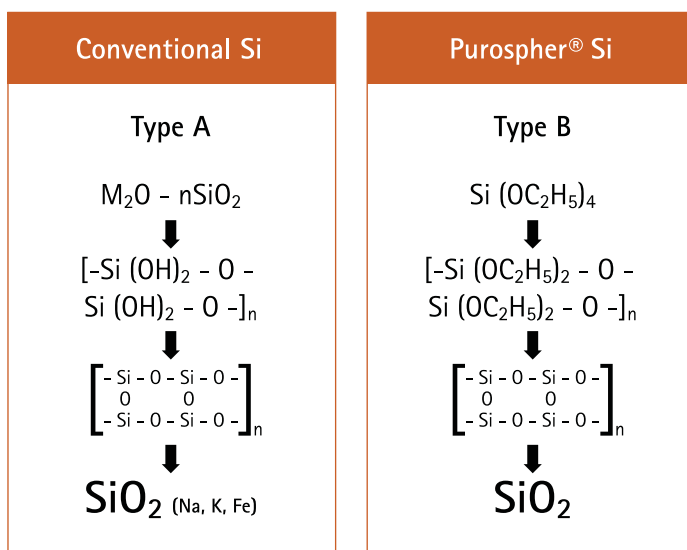 Conventional Si
Type A
M₂O – nSiO₂
[-Si (OH)₂ – O –
Si (OH)₂ – O -]ₙ
[- Si – O – Si – O -
O O
- Si – O – Si – O -]ₙ
SiO₂ (Na, K, Fe)
Purospher® Si
Type B
Si (OC₂H₅)₄
[-Si (OC₂H₅)₂ – O –
Si (OC₂H₅)₂ – O -]ₙ
[- Si – O – Si – O -
O O
- Si – O – Si – O -]ₙ
SiO₂